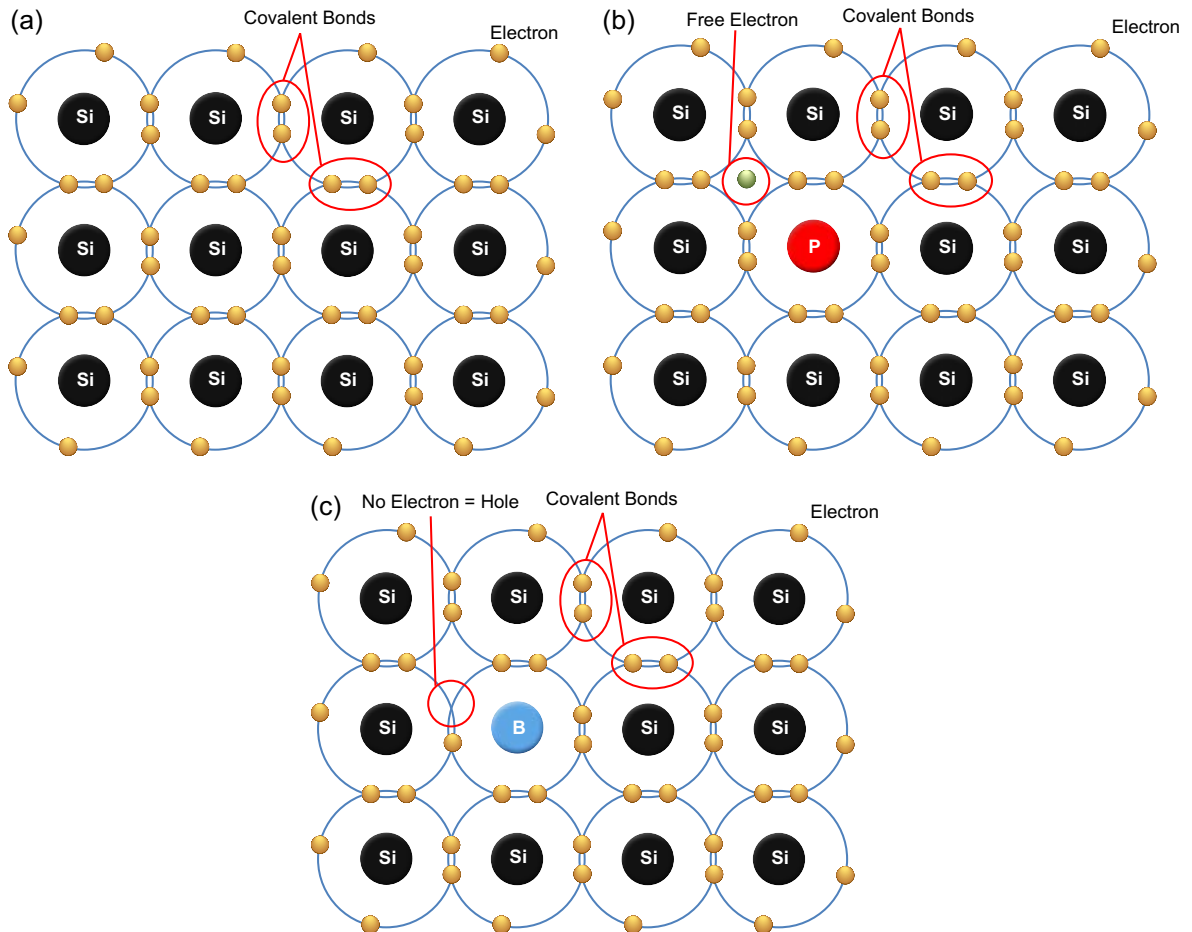 (a)
Covalent Bonds
Electron
Si Si Si Si
Si Si Si Si
Si Si Si Si
(b)
Free Electron
Covalent Bonds
Electron
Si Si Si Si
Si P Si Si
Si Si Si Si
(c)
No Electron = Hole
Covalent Bonds
Electron
Si Si Si Si
Si B Si Si
Si Si Si Si